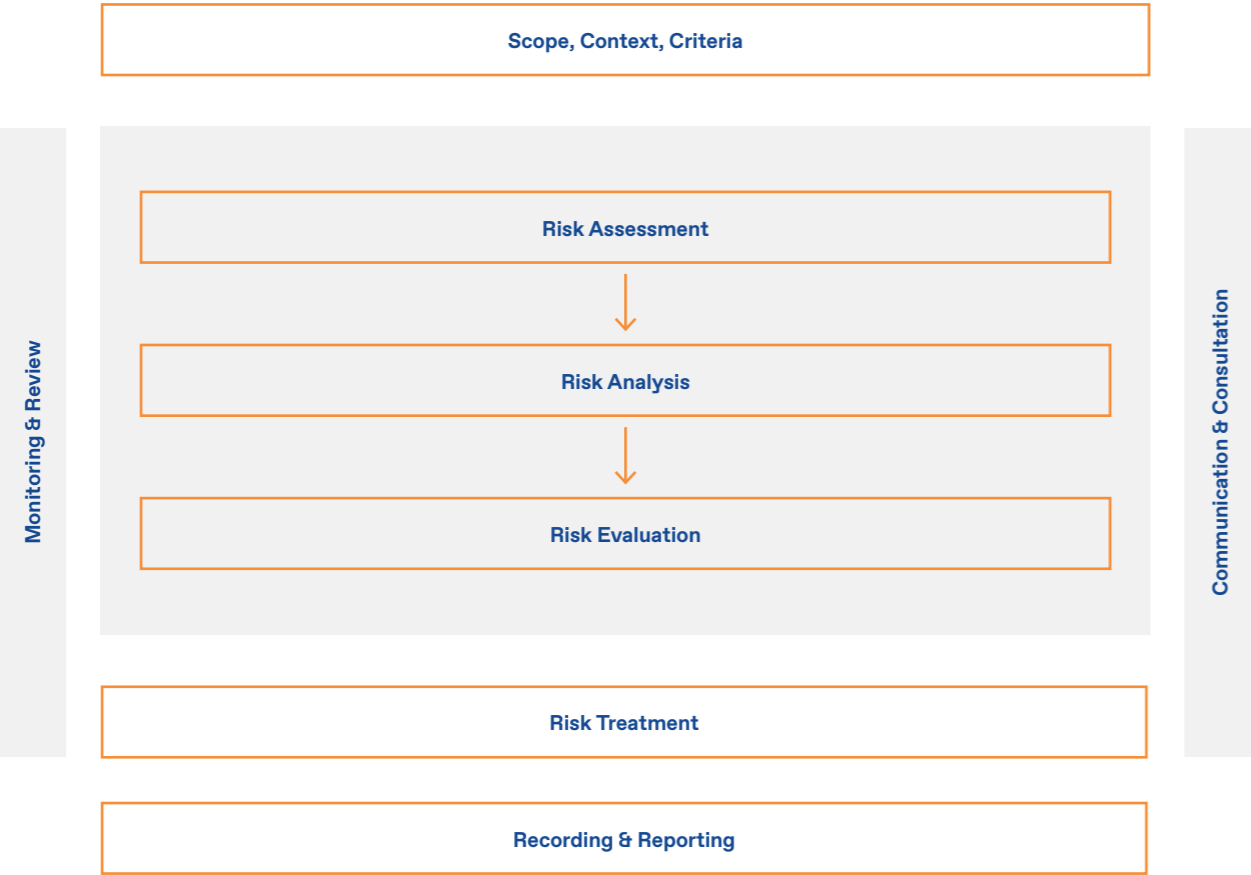 Scope, Context, Criteria
Monitoring & Review
Risk Assessment
Risk Analysis
Risk Evaluation
Communication & Consultation
Risk Treatment
Recording & Reporting